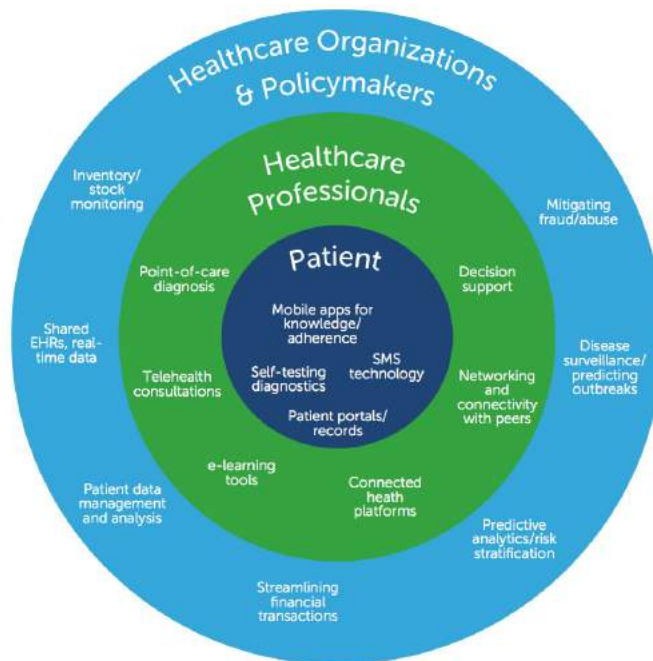 Healthcare Organizations
& Policymakers
Healthcare
Professionals
Patient
Inventory/
stock
monitoring
Mitigating
fraud/abuse
Point-of-care
diagnosis
Decision
support
Mobile apps for
knowledge/
adherence
Shared
EHRs, real-
time data
Disease
surveillance/
predicting
outbreaks
Telehealth
consultations
Self-testing
diagnostics
SMS
technology
Networking
and
connectivity
with peers
Patient portals/
records
e-learning
tools
Connected
heath
platforms
Patient data
management
and analysis
Predictive
analytics/risk
stratification
Streamlining
financial
transactions